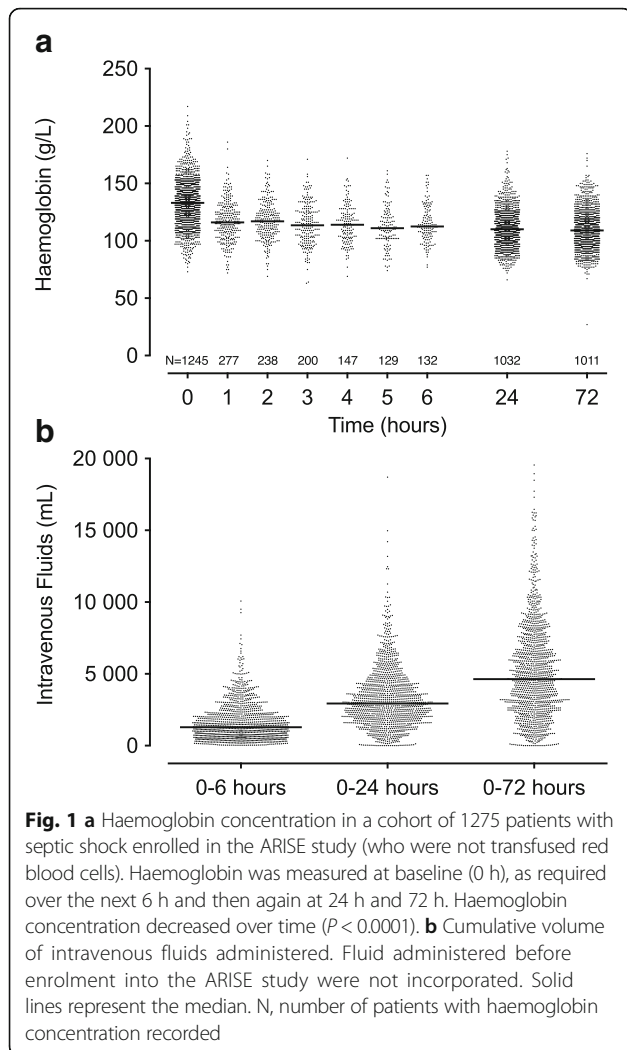 a
250
200
150
100
50
0
Haemoglobin (g/L)
N=1245 277 238 200 147 129 132 1032 1011
0 1 2 3 4 5 6 24 72
Time (hours)
b
20 000
15 000
10 000
5 000
0
Intravenous Fluids (mL)
0-6 hours 0-24 hours 0-72 hours
Fig. 1 a Haemoglobin concentration in a cohort of 1275 patients with
septic shock enrolled in the ARISE study (who were not transfused red
blood cells). Haemoglobin was measured at baseline (0 h), as required
over the next 6 h and then again at 24 h and 72 h. Haemoglobin
concentration decreased over time (P < 0.0001). b Cumulative volume
of intravenous fluids administered. Fluid administered before
enrolment into the ARISE study were not incorporated. Solid
lines represent the median. N, number of patients with haemoglobin
concentration recorded